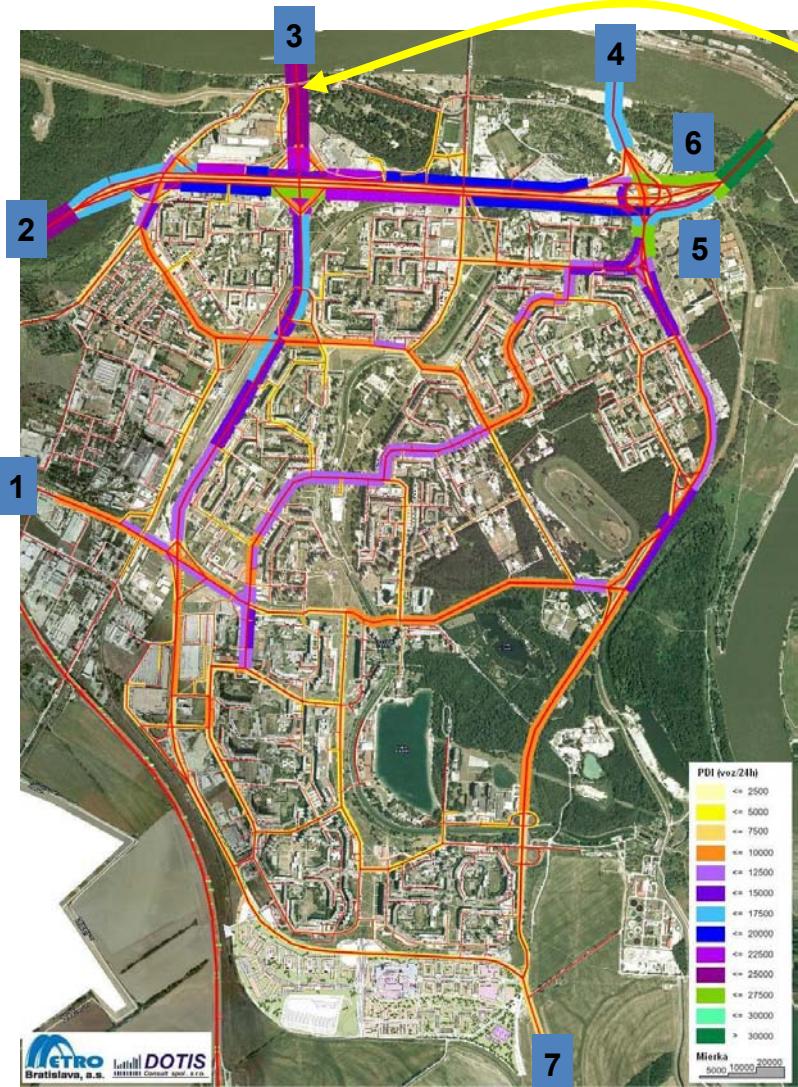 3
4
6
2
5
1
PDI (voz/24h)
<= 2500
<= 5000
<= 7500
<= 10000
<= 12500
<= 15000
<= 17500
<= 20000
<= 22500
<= 25000
<= 27500
<= 30000
> 30000
Mierka
5000 10000 20000
METRO
Bratislava, a.s.
DOTIS
Consult spol. s r.o.
7